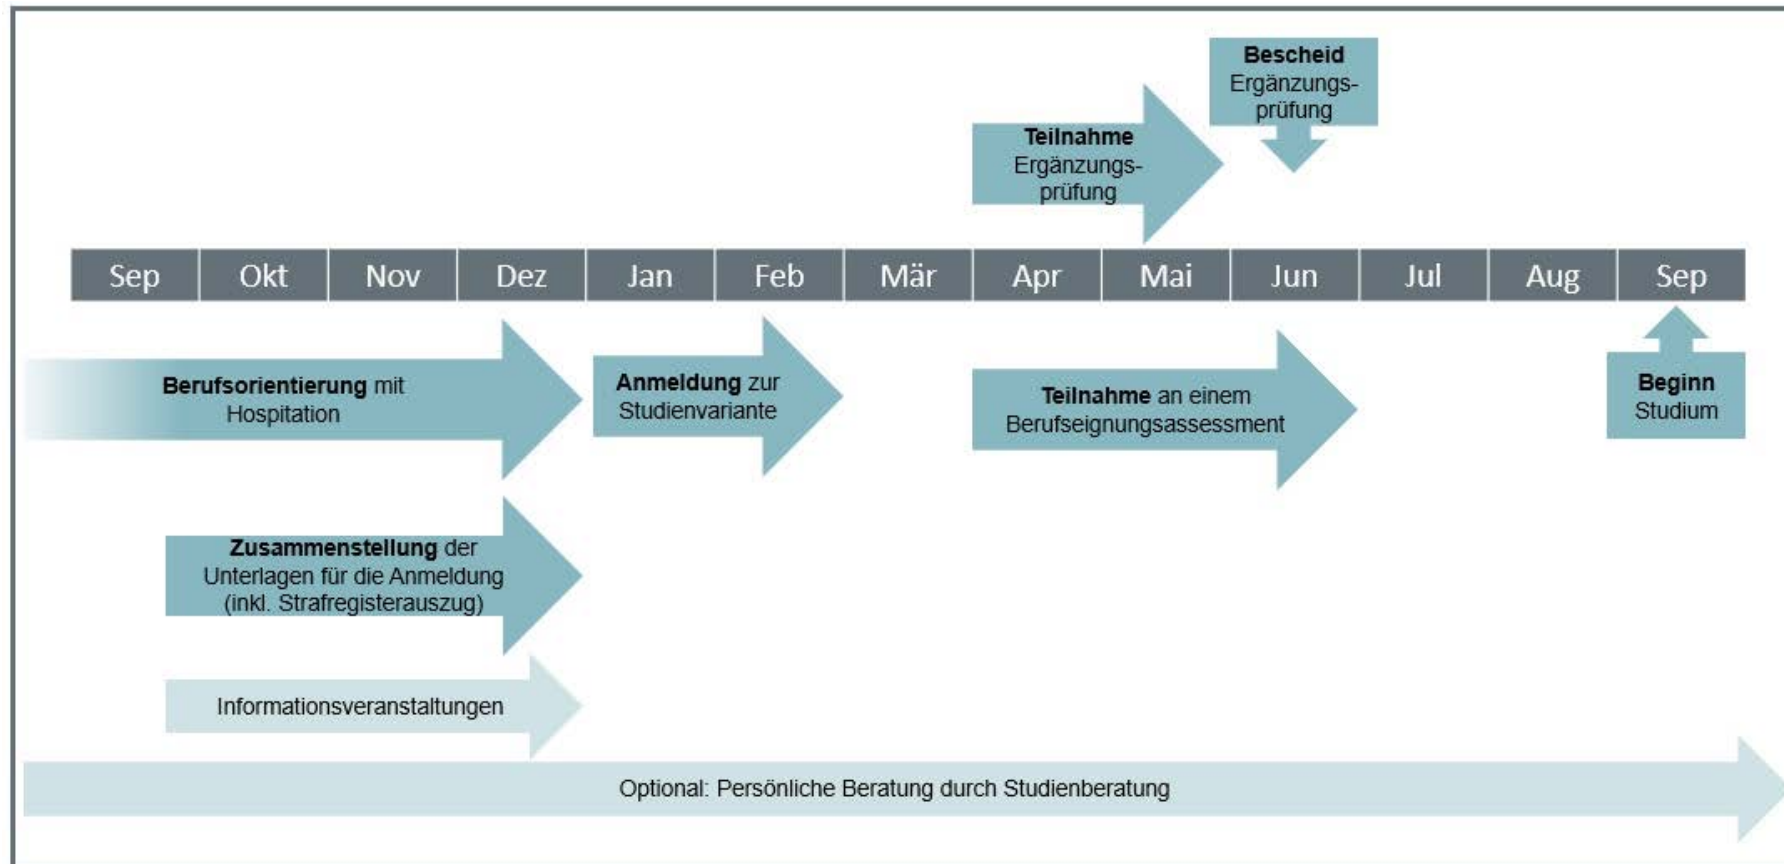 Bescheid
Ergänzungs-
prüfung
Teilnahme
Ergänzungs-
prüfung
Sep Okt Nov Dez Jan Feb Mär Apr Mai Jun Jul Aug Sep
Berufsorientierung mit
Hospitation
Anmeldung zur
Studienvariante
Teilnahme an einem
Berufseignungsassessment
Beginn
Studium
Zusammenstellung der
Unterlagen für die Anmeldung
(inkl. Strafregisterauszug)
Informationsveranstaltungen
Optional: Persönliche Beratung durch Studienberatung